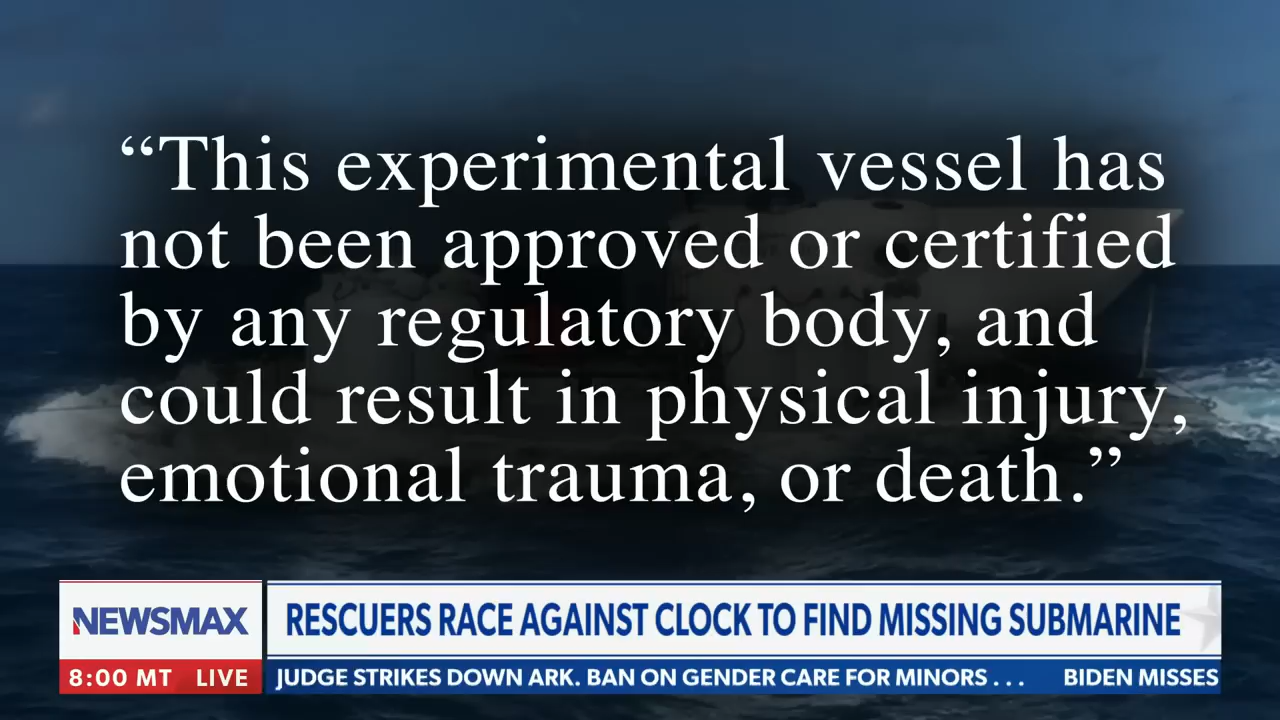 “This experimental vessel has
not been approved or certified
by any regulatory body, and
could result in physical injury,
emotional trauma, or death.”
NEWSMAX
RESCUERS RACE AGAINST CLOCK TO FIND MISSING SUBMARINE
8:00 MT LIVE
JUDGE STRIKES DOWN ARK. BAN ON GENDER CARE FOR MINORS . . . BIDEN MISSES